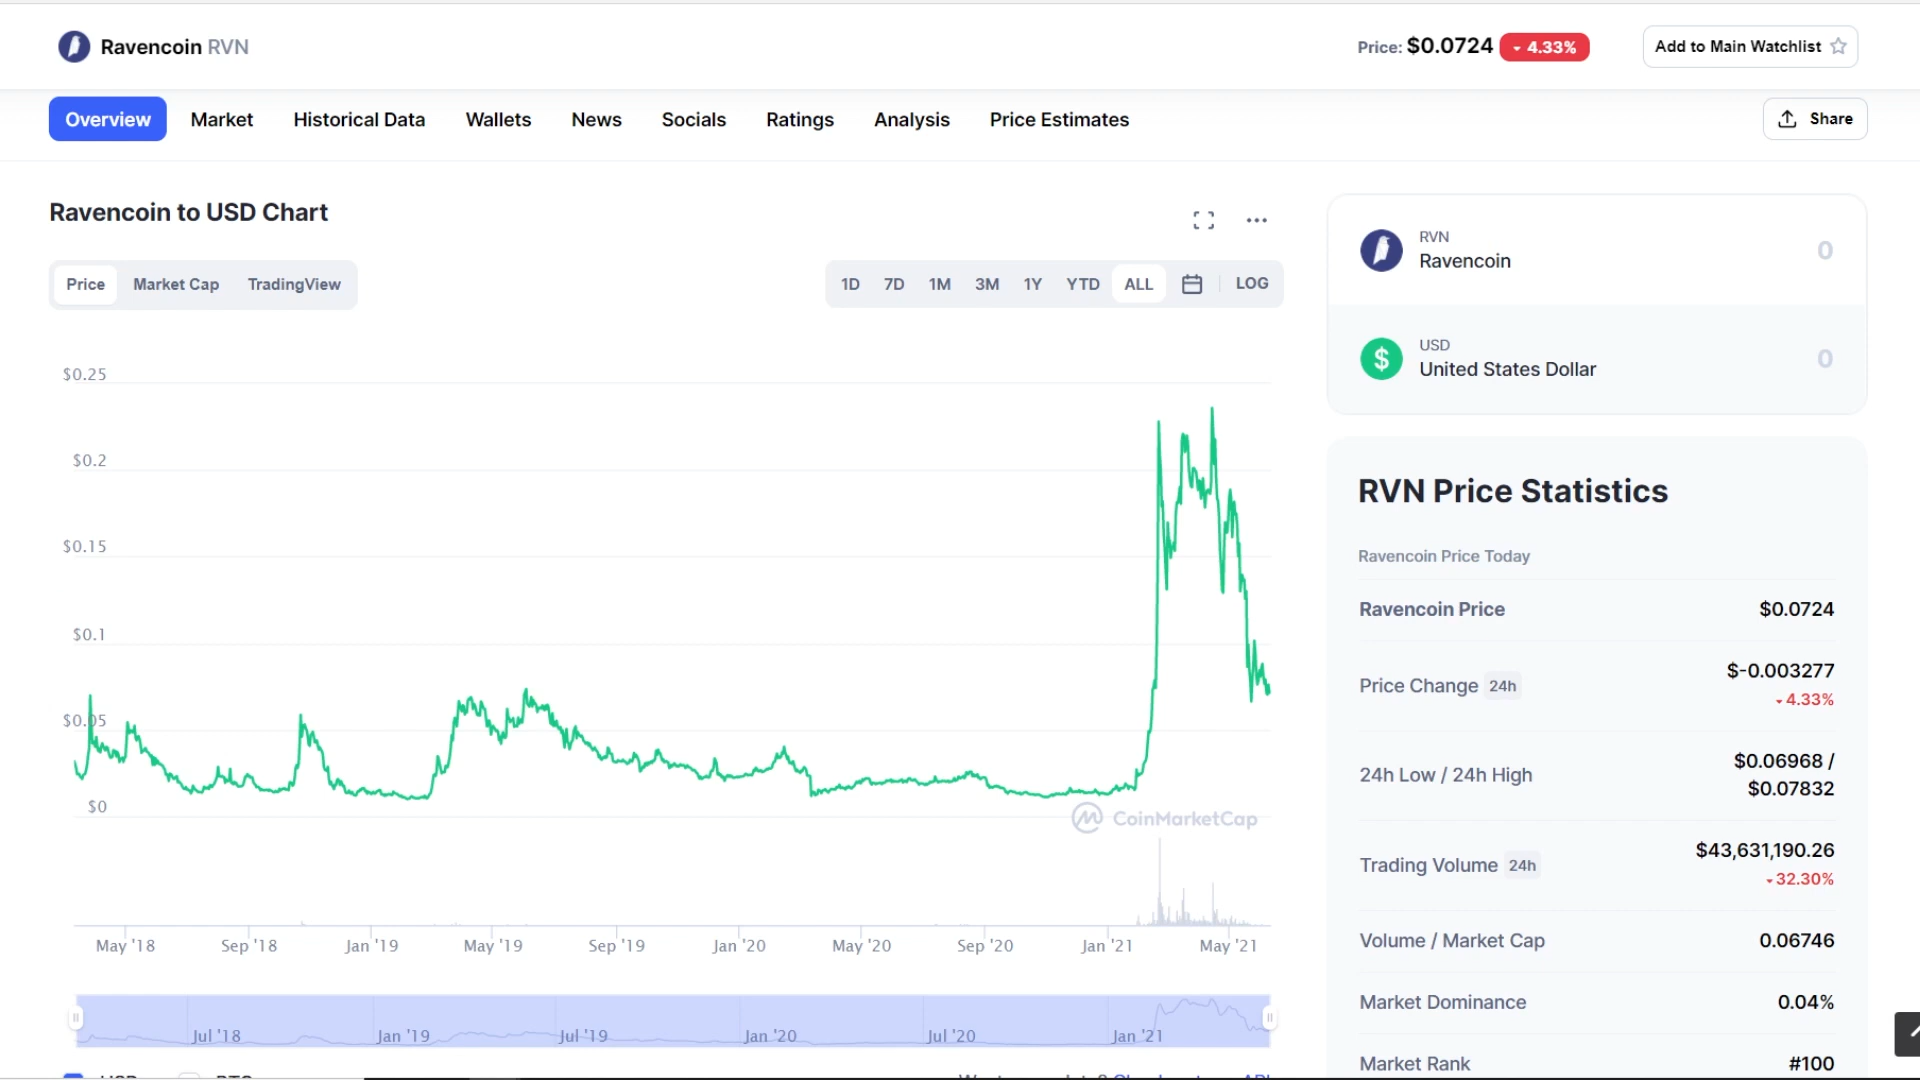 Ravencoin RVN
Price: $0.0724 4.33%
Add to Main Watchlist
Overview Market Historical Data Wallets News Socials Ratings Analysis Price Estimates
Share
Ravencoin to USD Chart
Price Market Cap TradingView
1D 7D 1M 3M 1Y YTD ALL LOG
$0.25
$0.2
$0.15
$0.1
$0.05
$0
CoinMarketCap
May '18 Sep '18 Jan '19 May '19 Sep '19 Jan '20 May '20 Sep '20 Jan '21 May '21
Jul '18 Jan '19 Jul '19 Jan '20 Jul '20 Jan '21
USD BTC
RVN
Ravencoin 0
USD
United States Dollar 0
RVN Price Statistics
Ravencoin Price Today
Ravencoin Price $0.0724
Price Change 24h $-0.003277
4.33%
24h Low / 24h High $0.06968 /
$0.07832
Trading Volume 24h $43,631,190.26
32.30%
Volume / Market Cap 0.06746
Market Dominance 0.04%
Market Rank #100